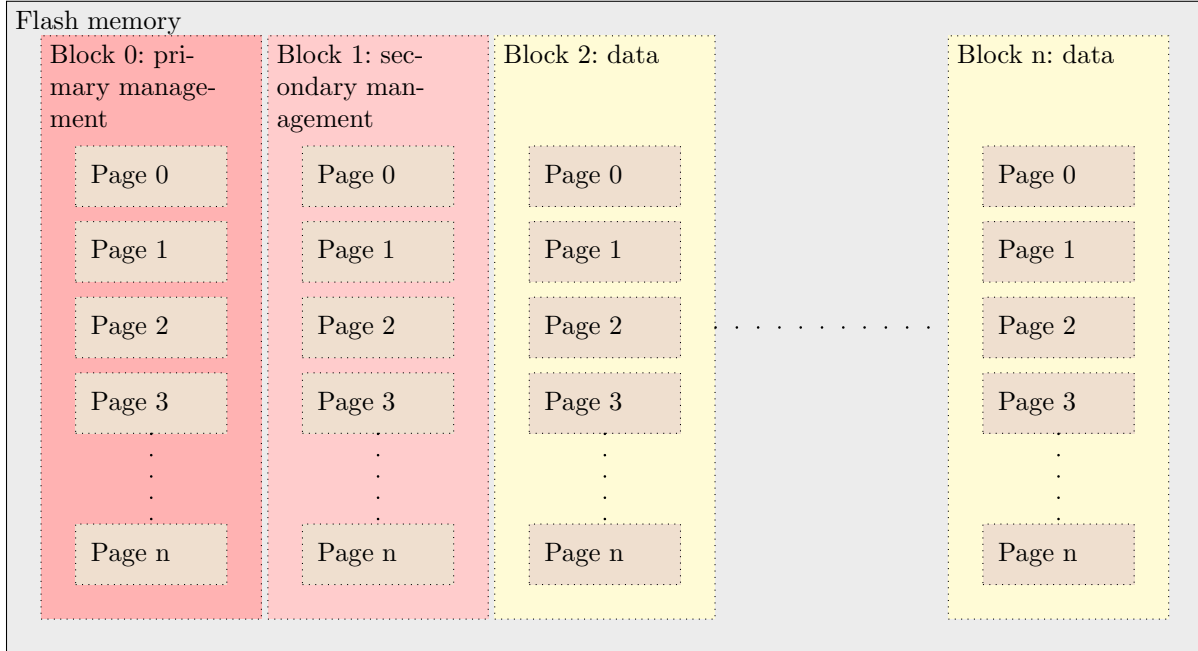 Flash memory
Block 0: pri-
mary manage-
ment
Page 0
Page 1
Page 2
Page 3
Page n
Block 1: sec-
ondary man-
agement
Page 0
Page 1
Page 2
Page 3
Page n
Block 2: data
Page 0
Page 1
Page 2
Page 3
Page n
Block n: data
Page 0
Page 1
Page 2
Page 3
Page n